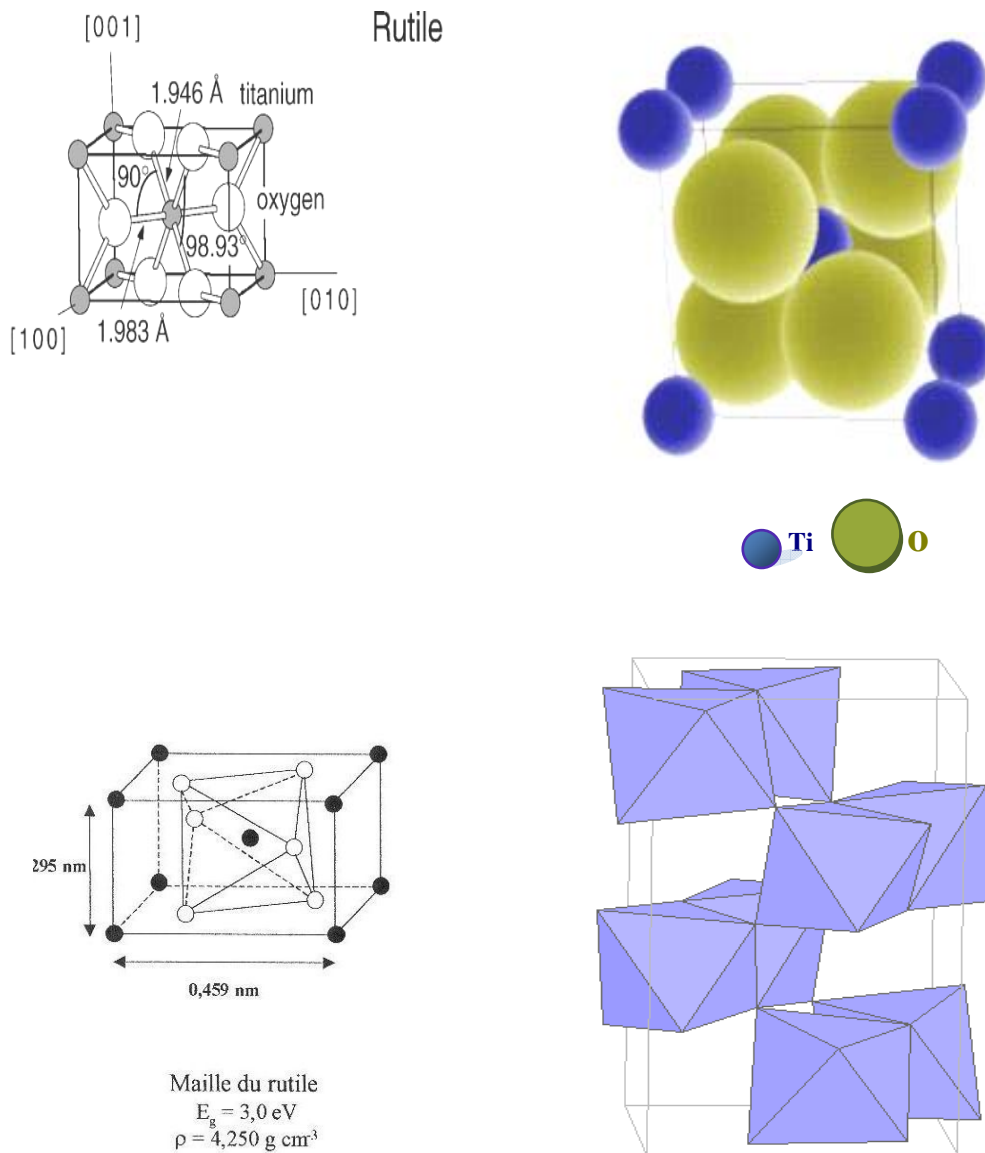 [001]
Rutile
1.946 Å titanium
90°
oxygen
98.93°
[010]
[100]
1.983 Å
Ti O
295 nm
0,459 nm
Maille du rutile
E_g = 3,0 eV
ρ = 4,250 g cm⁻³